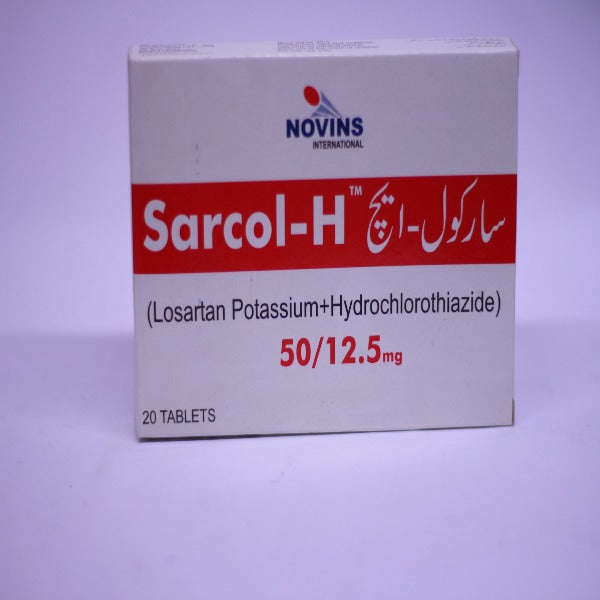 NOVINS
INTERNATIONAL
Sarcol-H™ سارکول-ایچ
(Losartan Potassium+Hydrochlorothiazide)
50/12.5mg
20 TABLETS